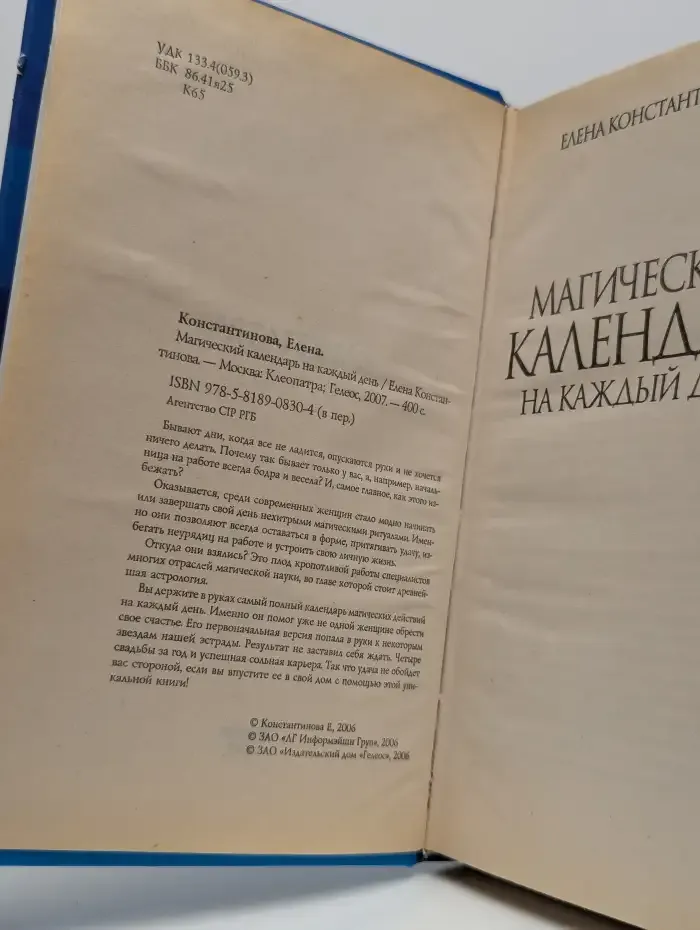 УДК 133.4(059.3)
ББК 86.41я25
К65
Константинова, Елена.
Магический календарь на каждый день / Елена Констан-
тинова. — Москва: Клеопатра; Гелеос, 2007. — 400 с.
ISBN 978-5-8189-0830-4 (в пер.)
Агентство CIP РГБ
Бывают дни, когда все не ладится, опускаются руки и не хочется
ничего делать. Почему так бывает только у вас, а, например, началь-
ница на работе всегда бодра и весела? И, самое главное, как этого из-
бежать?
Оказывается, среди современных женщин стало модно начинать
или завершать свой день нехитрыми магическими ритуалами. Имен-
но они позволяют всегда оставаться в форме, притягивать удачу, из-
бегать неурядиц на работе и устроить свою личную жизнь.
Откуда они взялись? Это плод кропотливой работы специалистов
многих отраслей магической науки, во главе которой стоит древней-
шая астрология.
Вы держите в руках самый полный календарь магических действий
на каждый день. Именно он помог уже не одной женщине обрести
свое счастье. Его первоначальная версия попала в руки к некоторым
звездам нашей эстрады. Результат не заставил себя ждать. Четыре
свадьбы за год и успешная сольная карьера. Так что удача не обойдет
вас стороной, если вы впустите ее в свой дом с помощью этой уни-
кальной книги!
© Константинова Е, 2006
© ЗАО «ЛГ Информэйшн Груп», 2006
© ЗАО «Издательский дом «Гелеос», 2006
ЕЛЕНА КОНСТАНТ
МАГИЧЕСК
КАЛЕНДА
НА КАЖДЫЙ Д